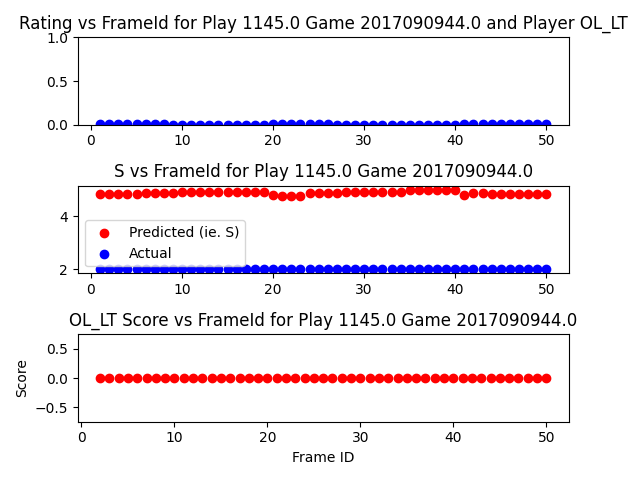 Rating vs FrameId for Play 1145.0 Game 2017090944.0 and Player OL_LT
1.0
0.5
0.0
0 10 20 30 40 50
S vs FrameId for Play 1145.0 Game 2017090944.0
4
Predicted (ie. S)
Actual
2
0 10 20 30 40 50
OL_LT Score vs FrameId for Play 1145.0 Game 2017090944.0
Score
0.5
0.0
−0.5
0 10 20 30 40 50
Frame ID